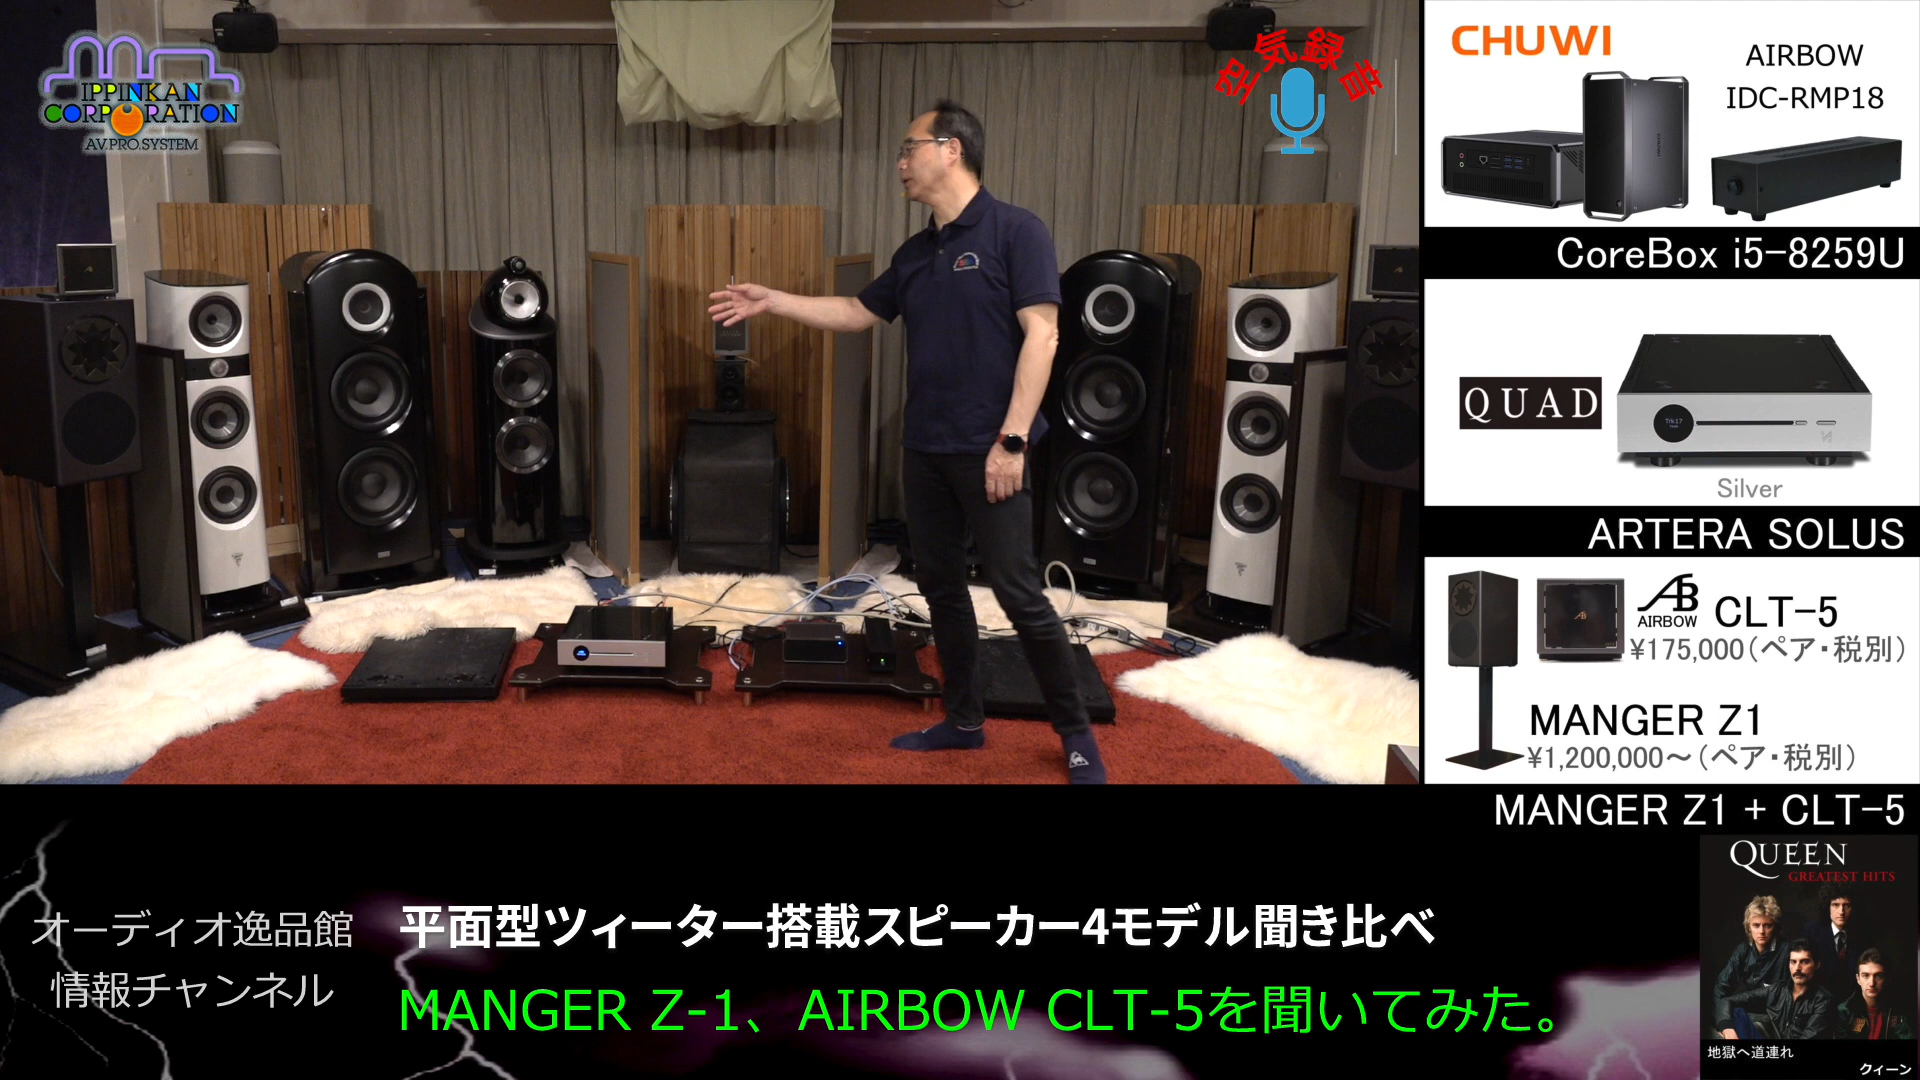 IPPINKAN
CORPORATION
AV.PRO.SYSTEM
空気録音
CHUWI
AIRBOW
IDC-RMP18
CoreBox i5-8259U
QUAD
Silver
ARTERA SOLUS
AB
AIRBOW
CLT-5
¥175,000（ペア・税別）
MANGER Z1
¥1,200,000～（ペア・税別）
MANGER Z1 + CLT-5
QUEEN
GREATEST HITS
地獄へ道連れ
クィーン
オーディオ逸品館
情報チャンネル
平面型ツィーター搭載スピーカー4モデル聞き比べ
MANGER Z-1、AIRBOW CLT-5を聞いてみた。